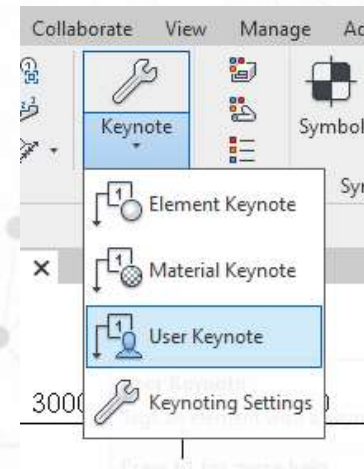 Collaborate View Manage
Keynote
Symbol
Element Keynote
Material Keynote
User Keynote
Keynoting Settings